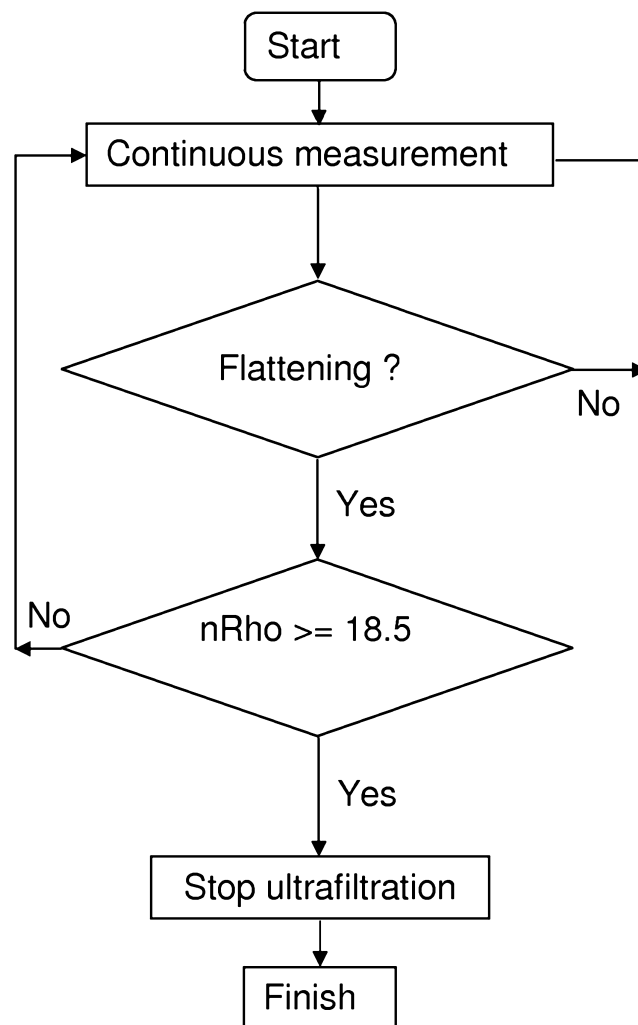 Start
Continuous measurement
Flattening ?
No
Yes
No
nRho >= 18.5
Yes
Stop ultrafiltration
Finish